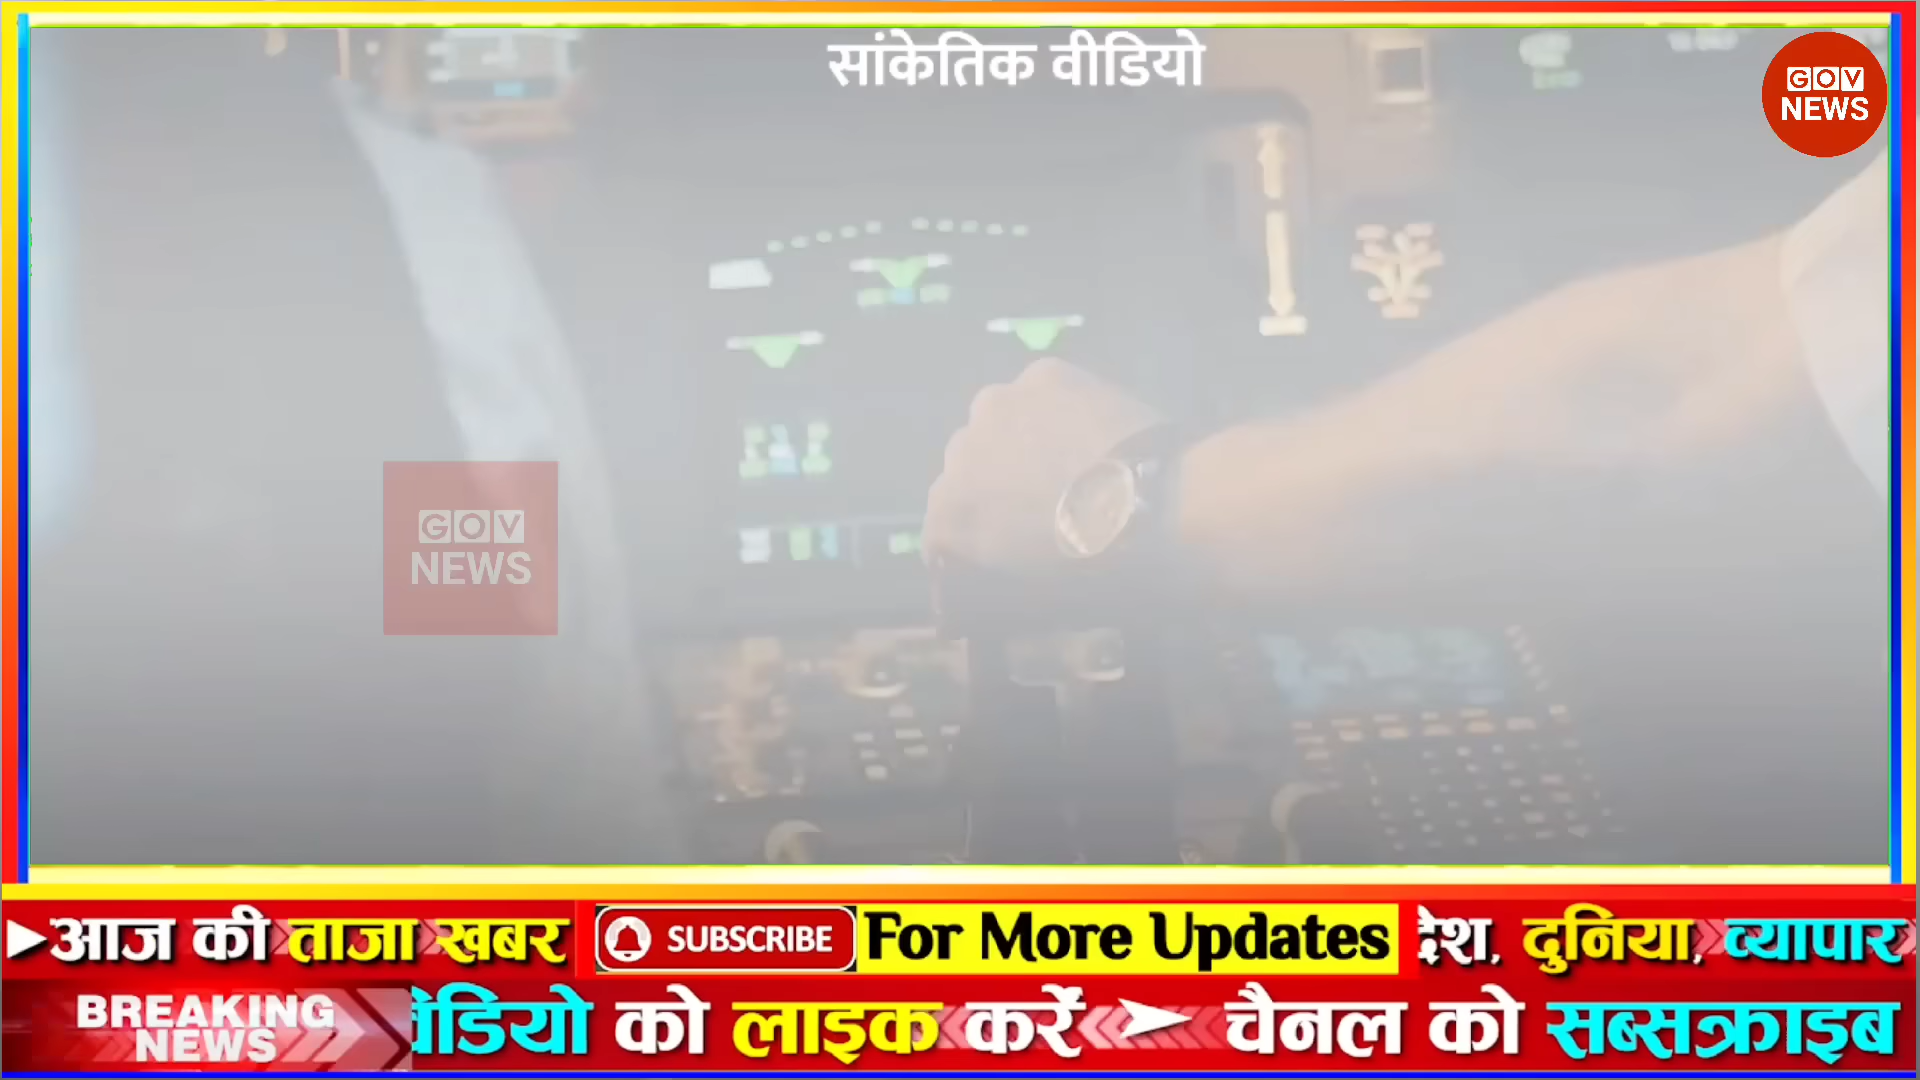 सांकेतिक वीडियो
GOV
NEWS
GOV
NEWS
आज की ताजा खबर
SUBSCRIBE
For More Updates
देश, दुनिया, व्यापार
BREAKING
NEWS
वीडियो को लाइक करें
चैनल को सब्सक्राइब